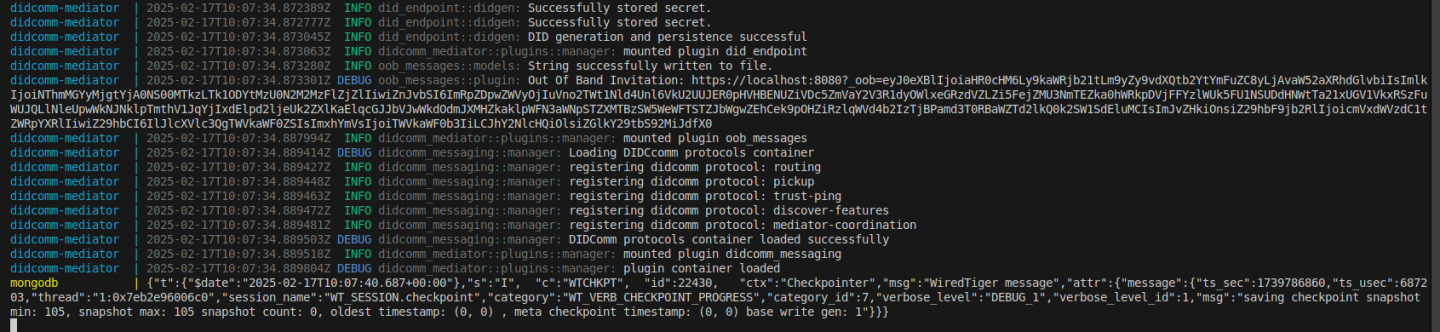 didcomm-mediator | 2025-02-17T10:07:34.872389Z INFO did_endpoint::didgen: Successfully stored secret.
didcomm-mediator | 2025-02-17T10:07:34.872777Z INFO did_endpoint::didgen: Successfully stored secret.
didcomm-mediator | 2025-02-17T10:07:34.873045Z INFO did_endpoint::didgen: DID generation and persistence successful
didcomm-mediator | 2025-02-17T10:07:34.873063Z INFO didcomm_mediator::plugins::manager: mounted plugin did_endpoint
didcomm-mediator | 2025-02-17T10:07:34.873280Z INFO oob_messages::models: String successfully written to file.
didcomm-mediator | 2025-02-17T10:07:34.873301Z DEBUG oob_messages::plugin: Out Of Band Invitation: https://localhost:8080?_oob=
didcomm-mediator | 2025-02-17T10:07:34.887994Z INFO didcomm_mediator::plugins::manager: mounted plugin oob_messages
didcomm-mediator | 2025-02-17T10:07:34.889414Z DEBUG didcomm_messaging::manager: Loading DIDCcomm protocols container
didcomm-mediator | 2025-02-17T10:07:34.889427Z INFO didcomm_messaging::manager: registering didcomm protocol: routing
didcomm-mediator | 2025-02-17T10:07:34.889448Z INFO didcomm_messaging::manager: registering didcomm protocol: pickup
didcomm-mediator | 2025-02-17T10:07:34.889463Z INFO didcomm_messaging::manager: registering didcomm protocol: trust-ping
didcomm-mediator | 2025-02-17T10:07:34.889472Z INFO didcomm_messaging::manager: registering didcomm protocol: discover-features
didcomm-mediator | 2025-02-17T10:07:34.889481Z INFO didcomm_messaging::manager: registering didcomm protocol: mediator-coordination
didcomm-mediator | 2025-02-17T10:07:34.889503Z DEBUG didcomm_messaging::manager: DIDComm protocols container loaded successfully
didcomm-mediator | 2025-02-17T10:07:34.889518Z INFO didcomm_mediator::plugins::manager: mounted plugin didcomm_messaging
didcomm-mediator | 2025-02-17T10:07:34.889804Z DEBUG didcomm_mediator::plugins::manager: plugin container loaded
mongodb | {"t":{"$date":"2025-02-17T10:07:40.687+00:00"},"s":"I", "c":"WTCHKPT", "id":22430, "ctx":"Checkpointer","msg":"WiredTiger message","attr":{"message":{"ts_sec":1739786860,"ts_usec":6872
03,"thread":"1:0x7eb2e96006c0","session_name":"WT_SESSION.checkpoint","category":"WT_VERB_CHECKPOINT_PROGRESS","category_id":7,"verbose_level":"DEBUG_1","verbose_level_id":1,"msg":"saving checkpoint snapshot
min: 105, snapshot max: 105 snapshot count: 0, oldest timestamp: (0, 0) , meta checkpoint timestamp: (0, 0) base write gen: 1"}}}